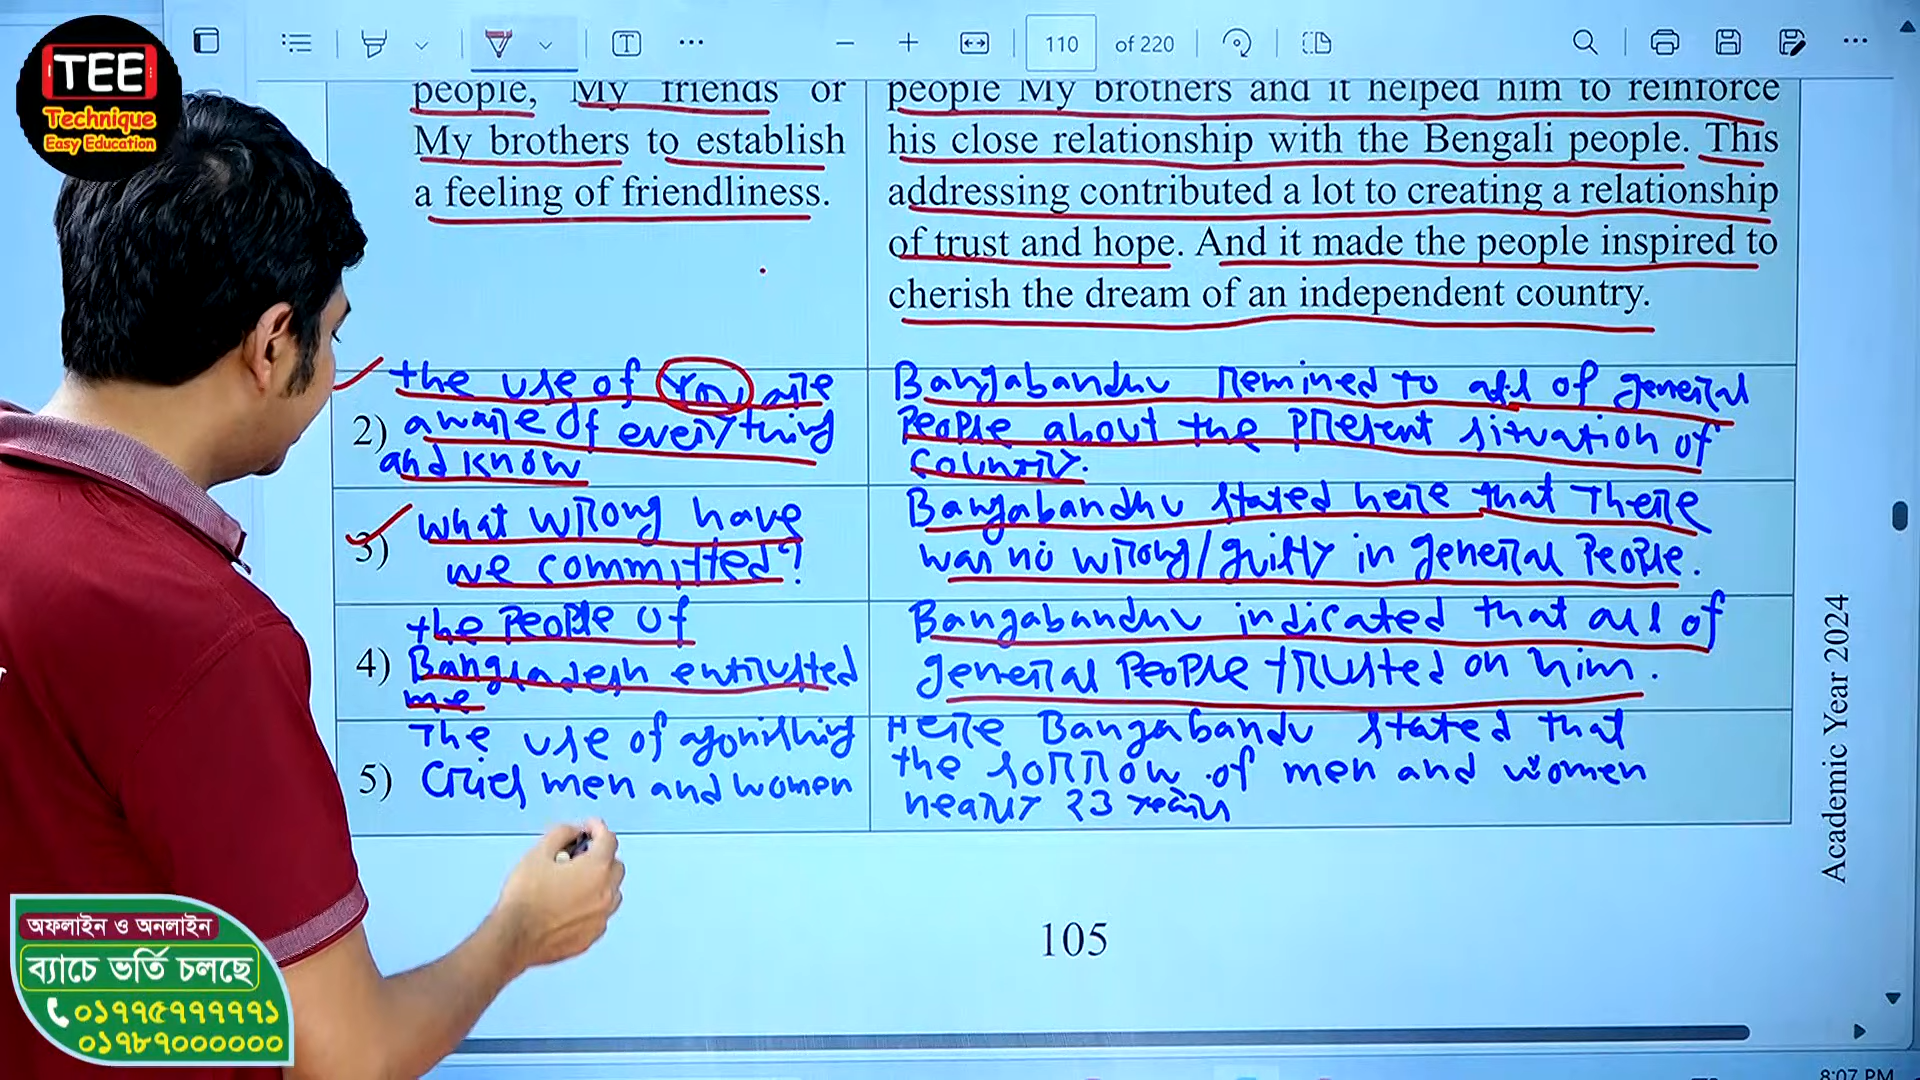 TEE
Technique
Easy Education
110 of 220
people, My friends or
My brothers to establish
a feeling of friendliness.
people My brothers and it helped him to reinforce
his close relationship with the Bengali people. This
addressing contributed a lot to creating a relationship
of trust and hope. And it made the people inspired to
cherish the dream of an independent country.
2) the use of You are
aware of everything
and know
Bangabandhu remined to all of general
people about the present situation of
country.
3) what wrong have
we committed?
Bangabandhu stated here that There
was no wrong/guilty in general people.
4) the people of
Bangladesh entrusted
me
Bangabandhu indicated that all of
general people trusted on him.
5) The use of agonishing
cries men and women
Here Bangabandu stated that
the sorrow of men and women
nearly 23 years
105
Academic Year 2024
অফলাইন ও অনলাইন
ব্যাচে ভর্তি চলছে
০১৭৭৫৭৭৭৭৭১
০১৭৮৭০০০০০০
8:07 PM